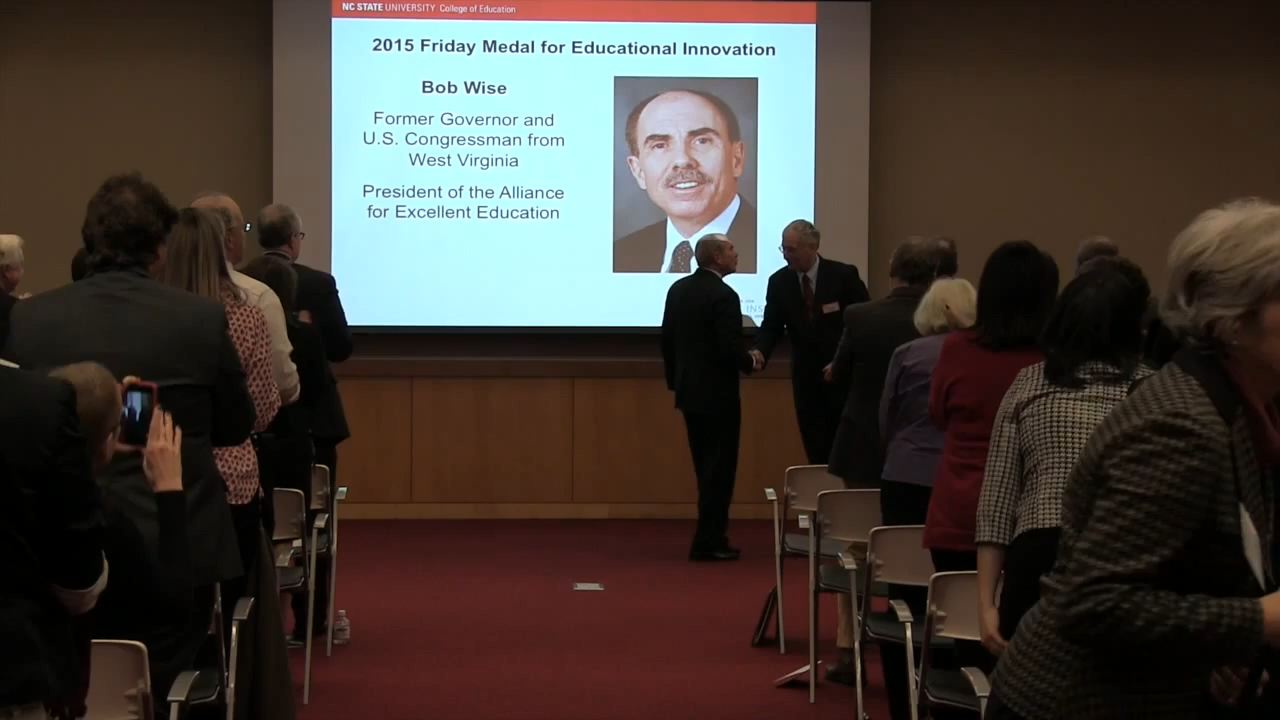 NC STATE UNIVERSITY College of Education
2015 Friday Medal for Educational Innovation
Bob Wise
Former Governor and
U.S. Congressman from
West Virginia
President of the Alliance
for Excellent Education
INS